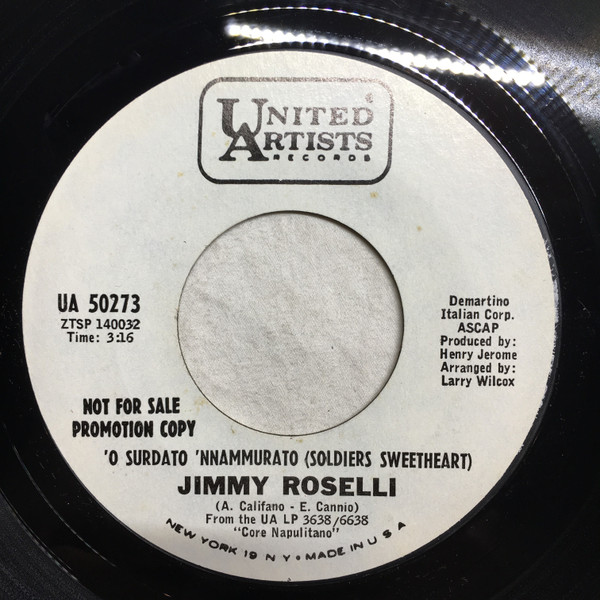 UNITED
ARTISTS
RECORDS
UA 50273
ZTSP 140032
Time: 3:16
Demartino
Italian Corp.
ASCAP
Produced by:
Henry Jerome
Arranged by:
Larry Wilcox
NOT FOR SALE
PROMOTION COPY
'O SURDATO 'NNAMMURATO (SOLDIERS SWEETHEART)
JIMMY ROSELLI
(A. Califano - E. Cannio)
From the UA LP 3638/6638
"Core Napulitano"
NEW YORK 19 N Y • MADE IN U S A